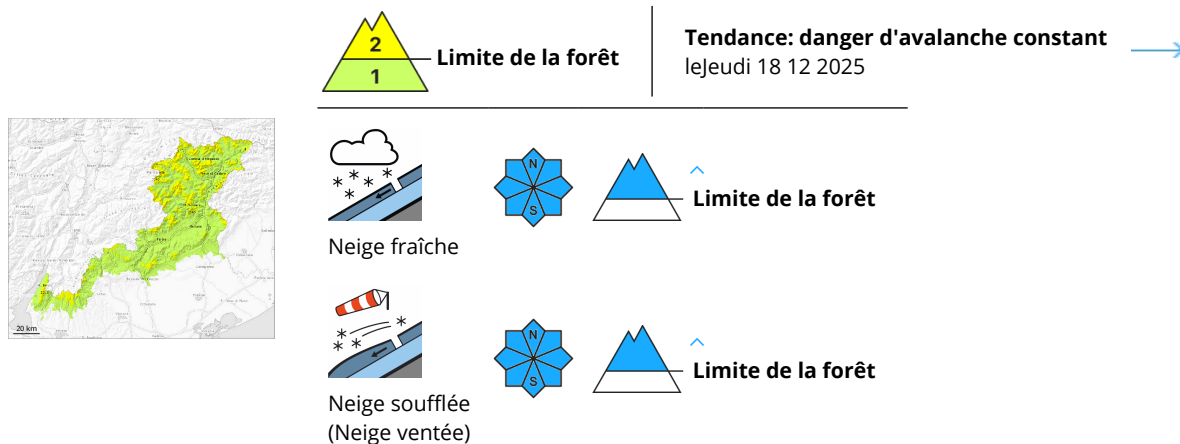 2
1
Limite de la forêt
Tendance: danger d'avalanche constant
leJeudi 18 12 2025
20 km
N
S
Limite de la forêt
Neige fraîche
N
S
Limite de la forêt
Neige soufflée
(Neige ventée)